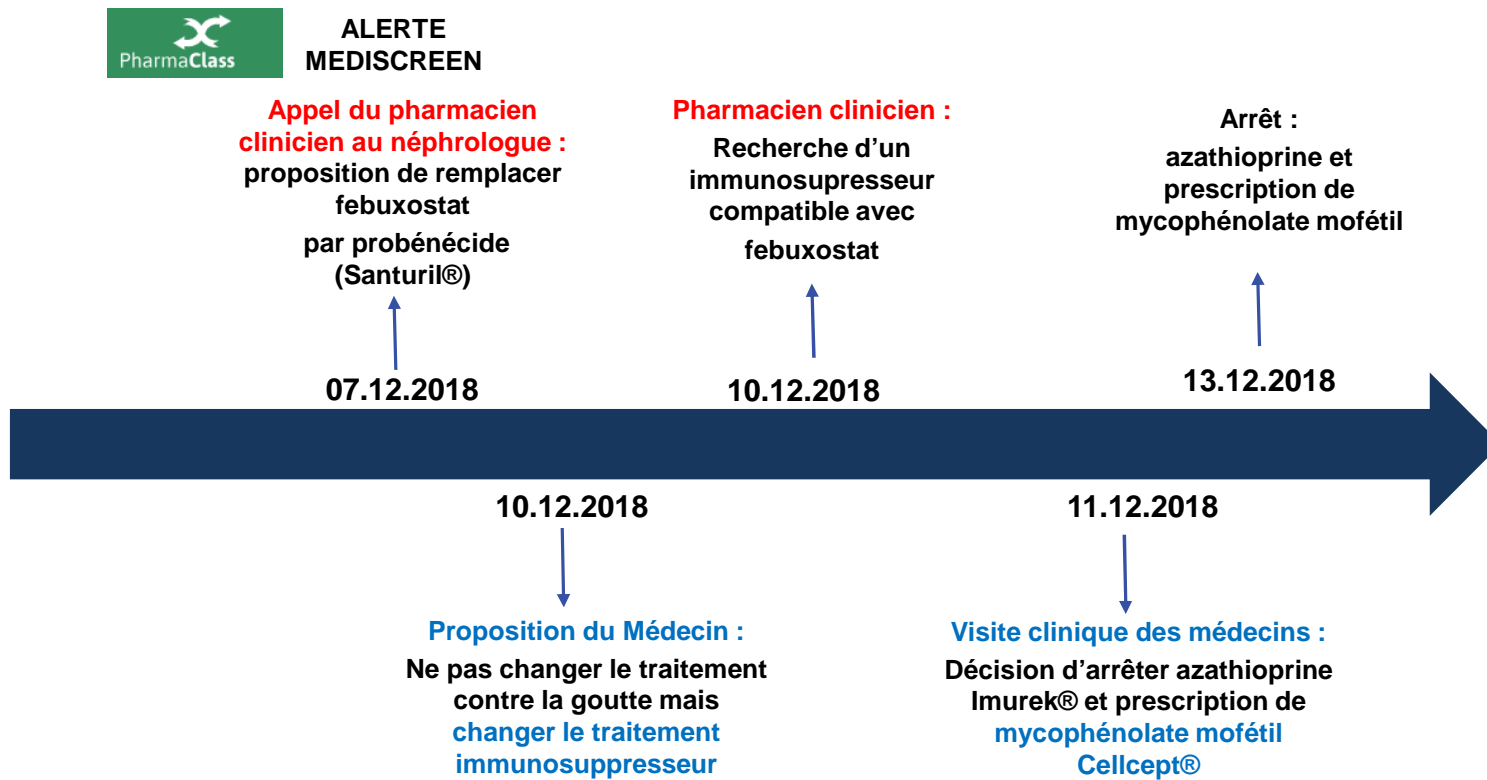 PharmaClass
ALERTE
MEDISCREEN
Appel du pharmacien
clinicien au néphrologue :
proposition de remplacer
febuxostat
par probénécide
(Santuril®)
07.12.2018
Pharmacien clinicien :
Recherche d’un
immunosupresseur
compatible avec
febuxostat
10.12.2018
Arrêt :
azathioprine et
prescription de
mycophénolate mofétil
13.12.2018
10.12.2018
Proposition du Médecin :
Ne pas changer le traitement
contre la goutte mais
changer le traitement
immunosuppresseur
11.12.2018
Visite clinique des médecins :
Décision d’arrêter azathioprine
Imurek® et prescription de
mycophénolate mofétil
Cellcept®